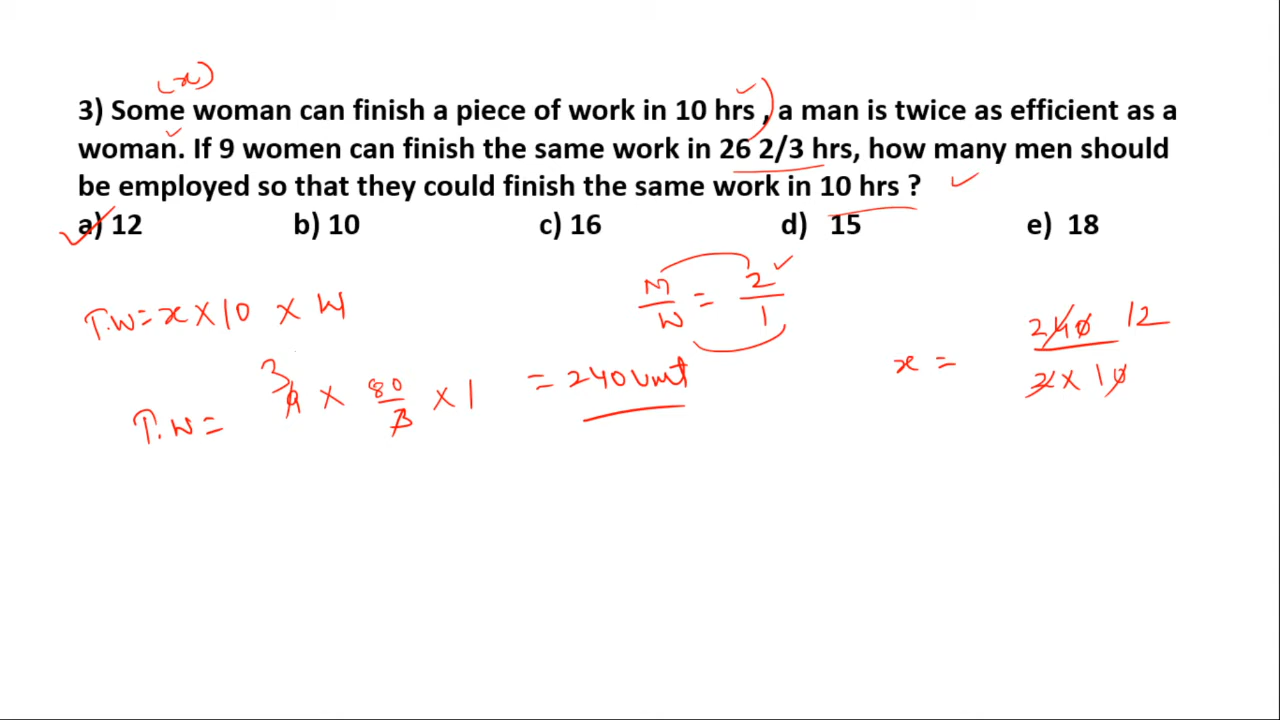 (x)
3) Some woman can finish a piece of work in 10 hrs , a man is twice as efficient as a
woman. If 9 women can finish the same work in 26 2/3 hrs, how many men should
be employed so that they could finish the same work in 10 hrs ?
a) 12 b) 10 c) 16 d) 15 e) 18
M/W = 2/1
T.W = x × 10 × W
T.W = 3 9 × 80/3 × 1 = 240 unit
x = 240/2 × 10 12